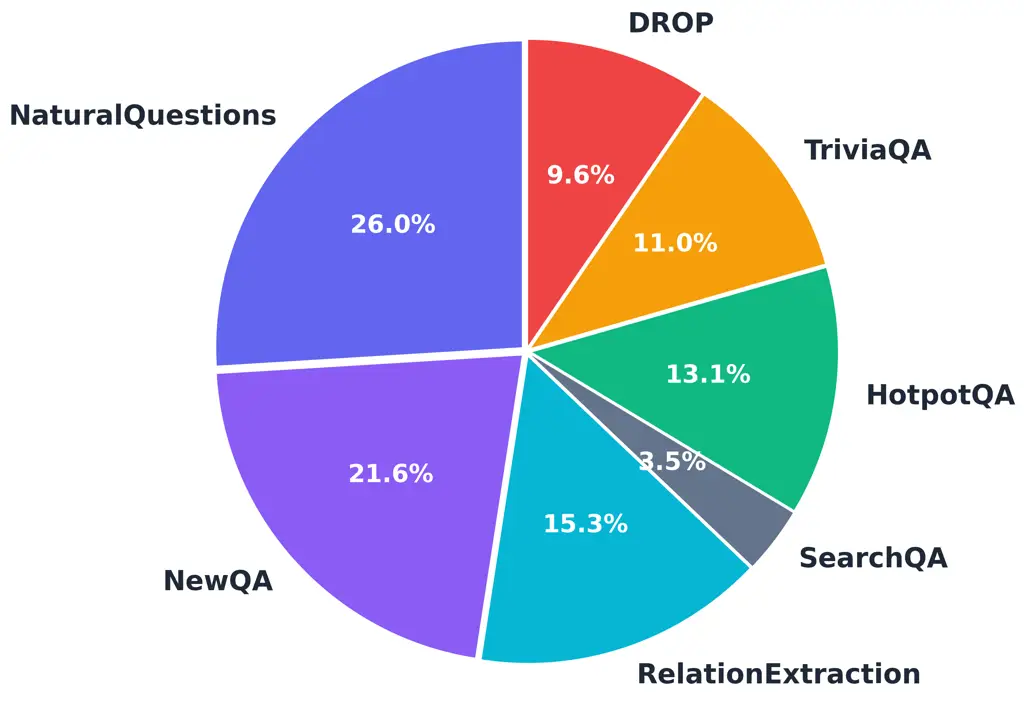 DROP
NaturalQuestions
TriviaQA
9.6%
26.0%
11.0%
13.1%
HotpotQA
3.5%
21.6%
15.3%
SearchQA
NewQA
RelationExtraction